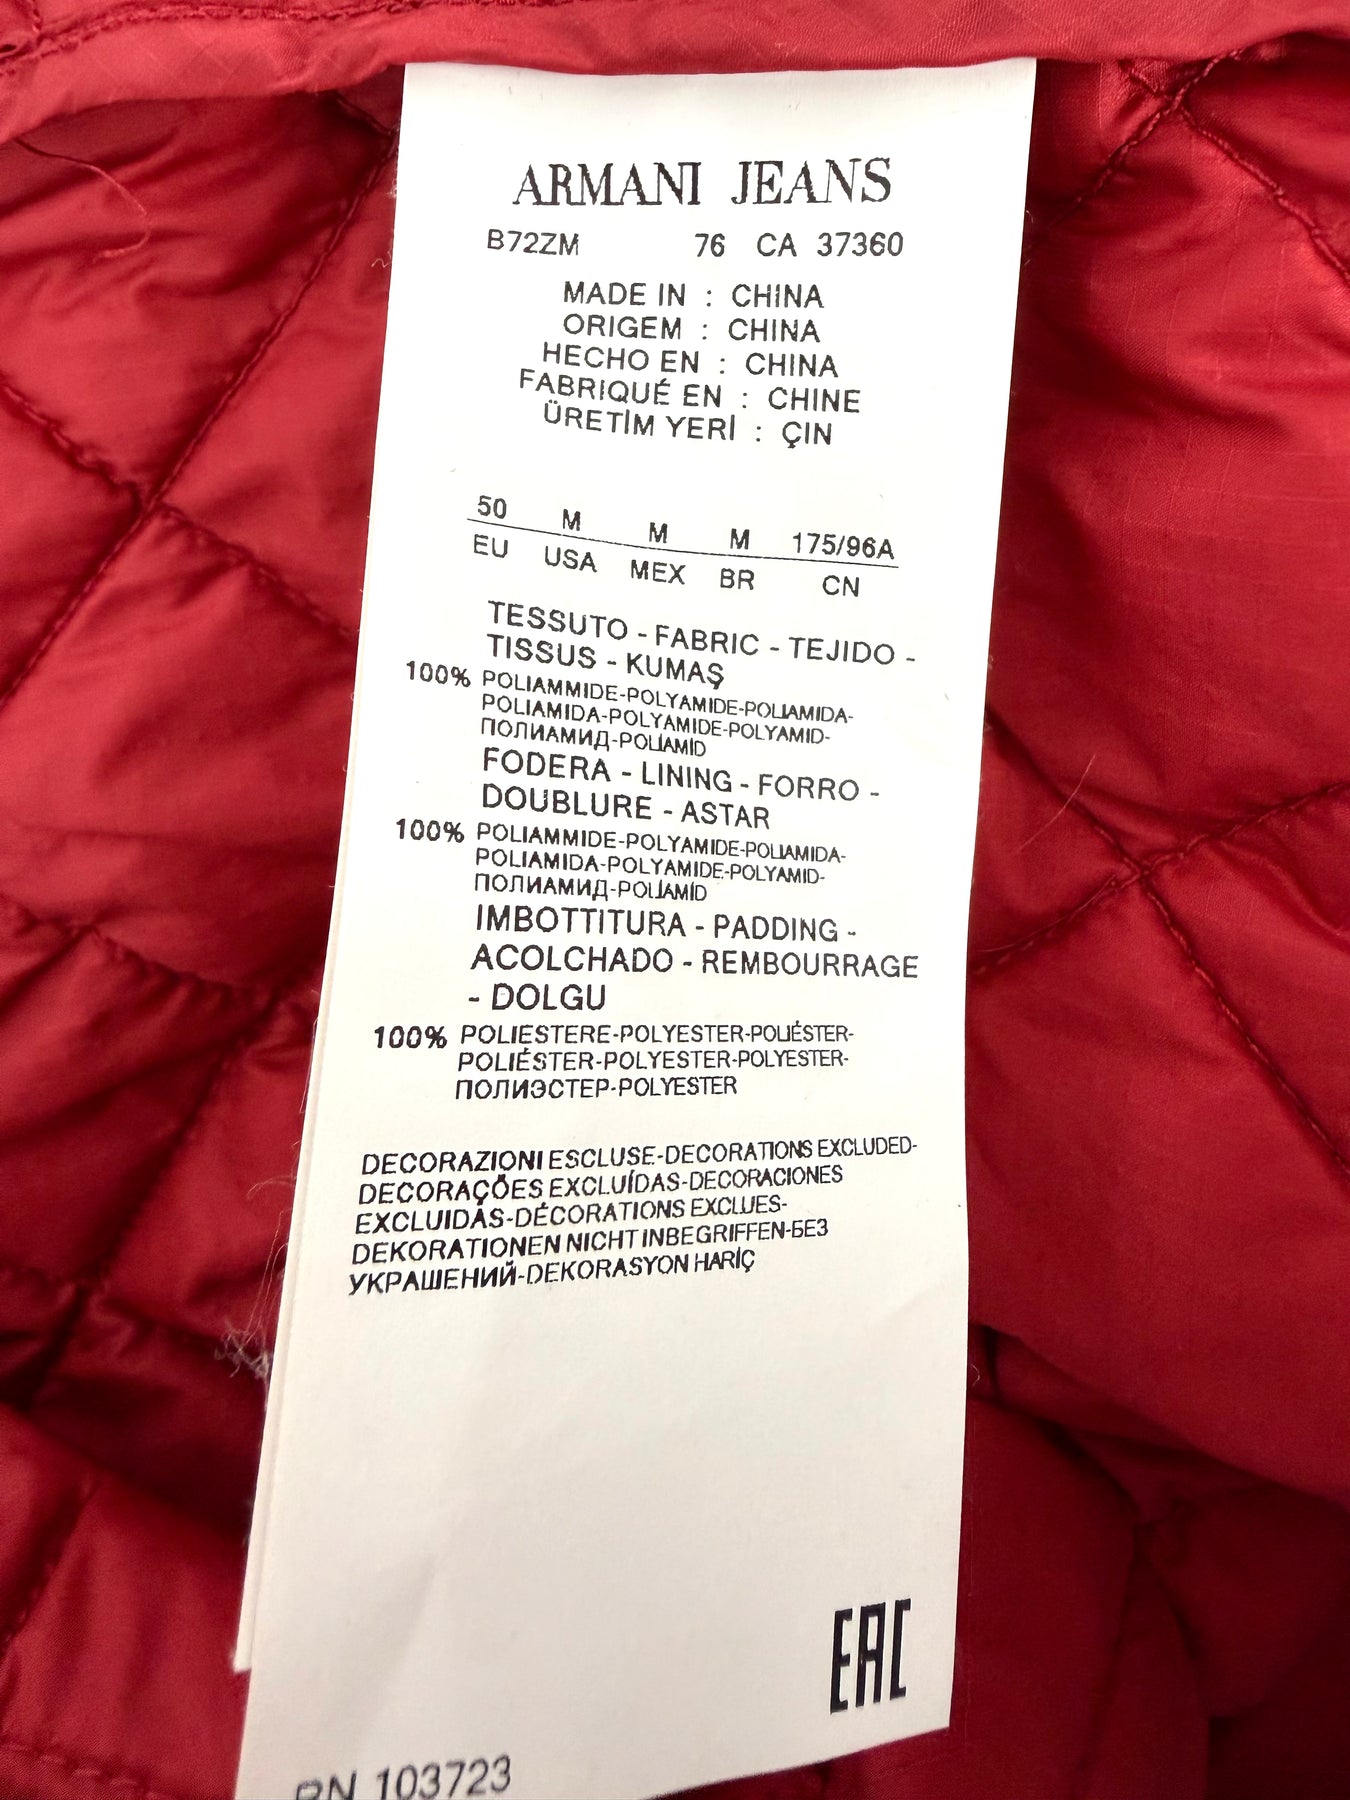 ARMANI JEANS
B72ZM 76 CA 37360
MADE IN : CHINA
ORIGEM : CHINA
HECHO EN : CHINA
FABRIQUÉ EN : CHINE
ÜRETİM YERİ : ÇIN
50 M M M 175/96A
EU USA MEX BR CN
TESSUTO - FABRIC - TEJIDO -
TISSUS - KUMAŞ
100% POLIAMMIDE-POLYAMIDE-POLIAMIDA-
POLIAMIDA-POLYAMIDE-POLYAMID-
ПОЛИАМИД-POLIAMİD
FODERA - LINING - FORRO -
DOUBLURE - ASTAR
100% POLIAMMIDE-POLYAMIDE-POLIAMIDA-
POLIAMIDA-POLYAMIDE-POLYAMID-
ПОЛИАМИД-POLIAMİD
IMBOTTITURA - PADDING -
ACOLCHADO - REMBOURRAGE
- DOLGU
100% POLIESTERE-POLYESTER-POLIÉSTER-
POLIÉSTER-POLYESTER-POLYESTER-
ПОЛИЭСТЕР-POLYESTER
DECORAZIONI ESCLUSE-DECORATIONS EXCLUDED-
DECORAÇÕES EXCLUÍDAS-DECORACIONES
EXCLUIDAS-DÉCORATIONS EXCLUES-
DEKORATIONEN NICHT INBEGRIFFEN-БЕЗ
УКРАШЕНИЙ-DEKORASYON HARİÇ
EAC
RN 103723